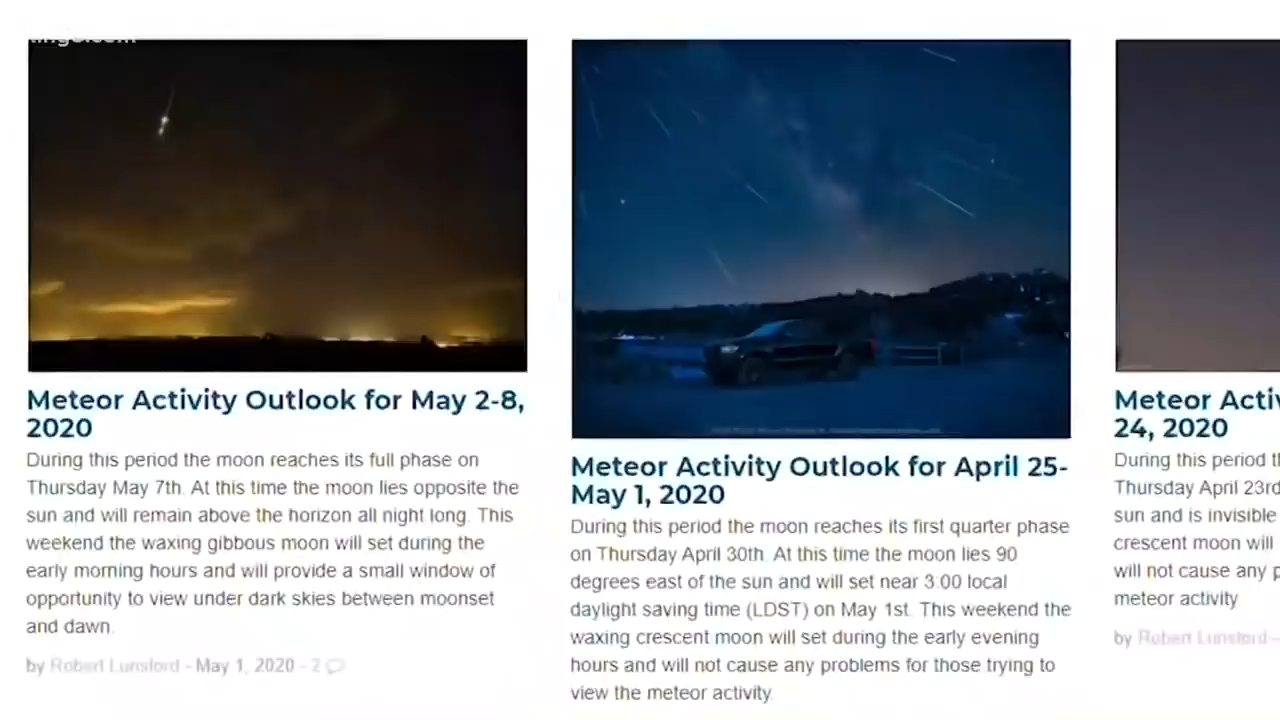 Meteor Activity Outlook for May 2-8,
2020
During this period the moon reaches its full phase on
Thursday May 7th. At this time the moon lies opposite the
sun and will remain above the horizon all night long. This
weekend the waxing gibbous moon will set during the
early morning hours and will provide a small window of
opportunity to view under dark skies between moonset
and dawn.
by Robert Lunsford - May 1, 2020 - 2
Meteor Activity Outlook for April 25-
May 1, 2020
During this period the moon reaches its first quarter phase
on Thursday April 30th. At this time the moon lies 90
degrees east of the sun and will set near 3:00 local
daylight saving time (LDST) on May 1st. This weekend the
waxing crescent moon will set during the early evening
hours and will not cause any problems for those trying to
view the meteor activity.
Meteor Activ
24, 2020
During this period th
Thursday April 23rd
sun and is invisible
crescent moon will
will not cause any p
meteor activity
by Robert Lunsford -